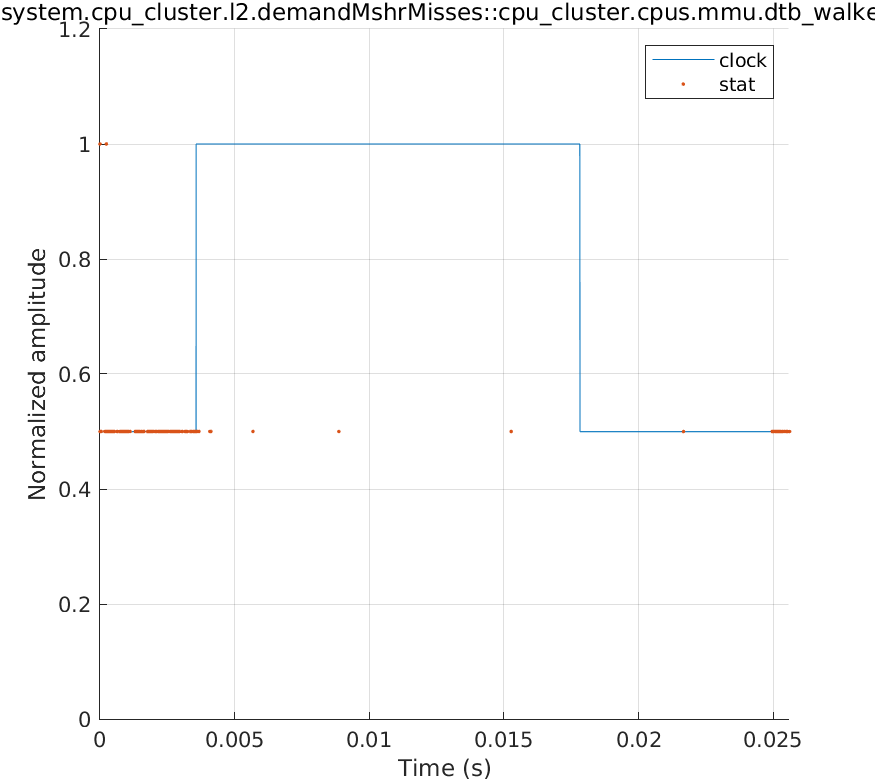 system.cpu_cluster.l2.demandMshrMisses::cpu_cluster.cpus.mmu.dtb_walke
clock
stat
1.2
1
0.8
0.6
0.4
0.2
0
Normalized amplitude
0 0.005 0.01 0.015 0.02 0.025
Time (s)